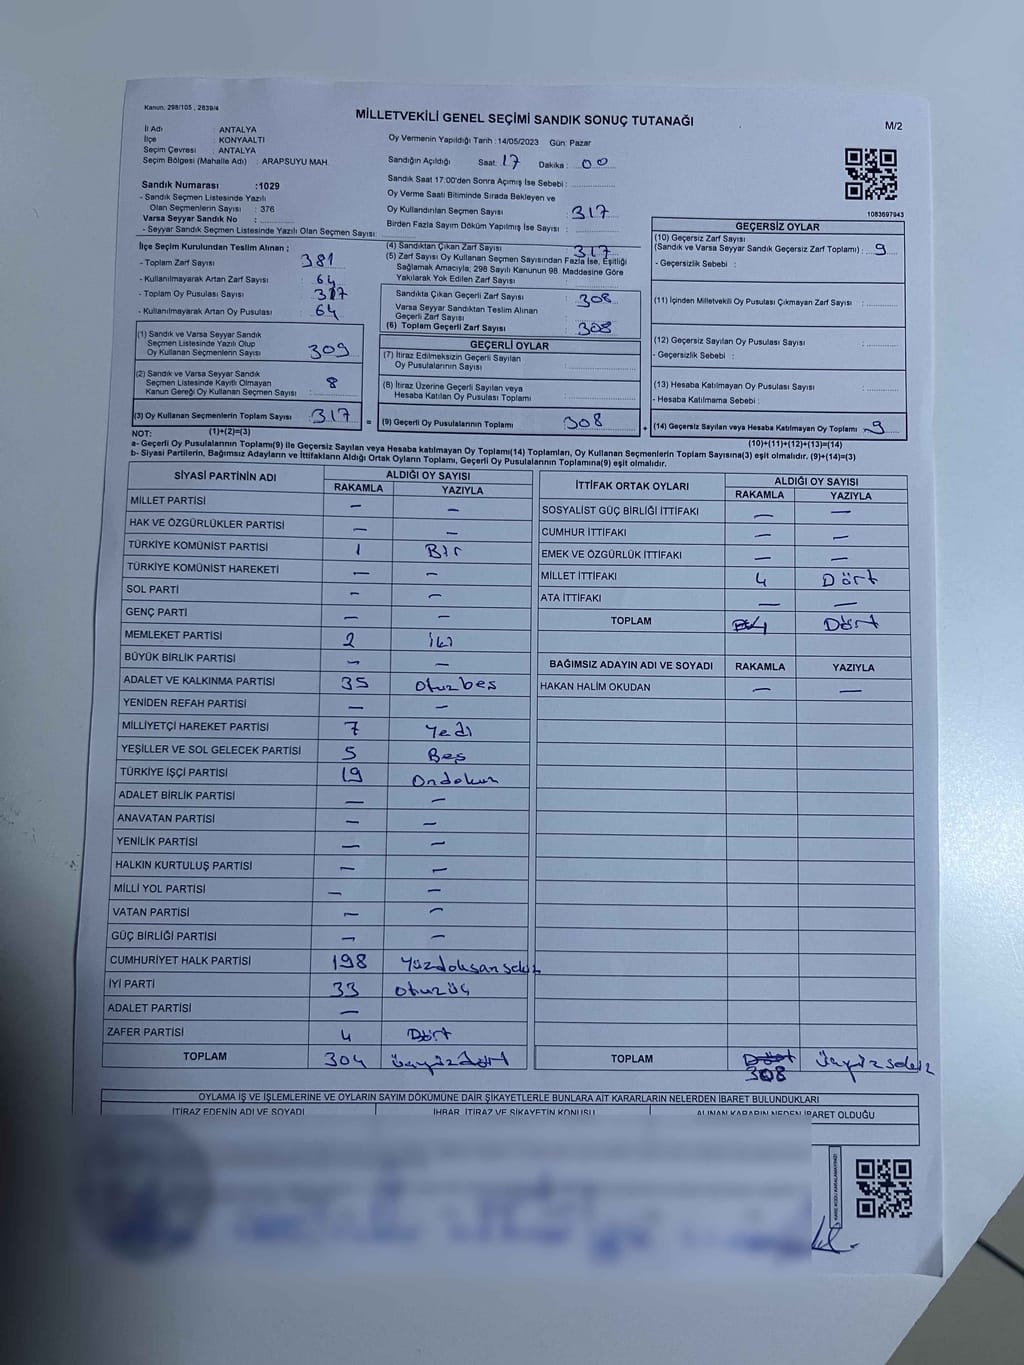 Kanun: 298/105 , 2839/4
MİLLETVEKİLİ GENEL SEÇİMİ SANDIK SONUÇ TUTANAĞI
M/2
İl Adı : ANTALYA
İlçe : KONYAALTI
Seçim Çevresi : ANTALYA
Seçim Bölgesi (Mahalle Adı) : ARAPSUYU MAH.
Sandık Numarası :1029
- Sandık Seçmen Listesinde Yazılı
Olan Seçmenlerin Sayısı : 376
Varsa Seyyar Sandık No :
- Seyyar Sandık Seçmen Listesinde Yazılı Olan Seçmen Sayısı:
Oy Vermenin Yapıldığı Tarih :14/05/2023 Gün: Pazar
Sandığın Açıldığı Saat: 17 Dakika : 00
Sandık Saat 17:00'den Sonra Açımış İse Sebebi :
Oy Verme Saati Bitiminde Sırada Bekleyen ve
Oy Kullandırılan Seçmen Sayısı : 317
Birden Fazla Sayım Döküm Yapılmış İse Sayısı :
1083697943
İlçe Seçim Kurulundan Teslim Alınan ;
- Toplam Zarf Sayısı : 381
- Kullanılmayarak Artan Zarf Sayısı : 64
- Toplam Oy Pusulası Sayısı : 317
- Kullanılmayarak Artan Oy Pusulası : 64
(1) Sandık ve Varsa Seyyar Sandık
Seçmen Listesinde Yazılı Olup
Oy Kullanan Seçmenlerin Sayısı : 309
(2) Sandık ve Varsa Seyyar Sandık
Seçmen Listesinde Kayıtlı Olmayan
Kanun Gereği Oy Kullanan Seçmen Sayısı : 8
(3) Oy Kullanan Seçmenlerin Toplam Sayısı : 317
(1)+(2)=(3)
(4) Sandıktan Çıkan Zarf Sayısı : 317
(5) Zarf Sayısı Oy Kullanan Seçmen Sayısından Fazla İse, Eşitliği
Sağlamak Amacıyla; 298 Sayılı Kanunun 98. Maddesine Göre
Yakılarak Yok Edilen Zarf Sayısı :
Sandıkta Çıkan Geçerli Zarf Sayısı : 308
Varsa Seyyar Sandıktan Teslim Alınan
Geçerli Zarf Sayısı :
(6) Toplam Geçerli Zarf Sayısı : 308
GEÇERLİ OYLAR
(7) İtiraz Edilmeksizin Geçerli Sayılan
Oy Pusulalarının Sayısı :
(8) İtiraz Üzerine Geçerli Sayılan veya
Hesaba Katılan Oy Pusulası Toplamı :
= (9) Geçerli Oy Pusulalarının Toplamı : 308
GEÇERSİZ OYLAR
(10) Geçersiz Zarf Sayısı
(Sandık ve Varsa Seyyar Sandık Geçersiz Zarf Toplamı) : 9
- Geçersizlik Sebebi :
(11) İçinden Milletvekili Oy Pusulası Çıkmayan Zarf Sayısı :
(12) Geçersiz Sayılan Oy Pusulası Sayısı :
- Geçersizlik Sebebi :
(13) Hesaba Katılmayan Oy Pusulası Sayısı :
- Hesaba Katılmama Sebebi :
+ (14) Geçersiz Sayılan veya Hesaba Katılmayan Oy Toplamı : 9
(10)+(11)+(12)+(13)=(14)
NOT:
a- Geçerli Oy Pusulalarının Toplamı(9) ile Geçersiz Sayılan veya Hesaba katılmayan Oy Toplamı(14) Toplamları, Oy Kullanan Seçmenlerin Toplam Sayısına(3) eşit olmalıdır. (9)+(14)=(3)
b- Siyasi Partilerin, Bağımsız Adayların ve İttifakların Aldığı Ortak Oyların Toplamı, Geçerli Oy Pusulalarının Toplamına(9) eşit olmalıdır.
SİYASİ PARTİNİN ADI ALDIĞI OY SAYISI
RAKAMLA YAZIYLA
MİLLET PARTİSİ — —
HAK VE ÖZGÜRLÜKLER PARTİSİ — —
TÜRKİYE KOMÜNİST PARTİSİ 1 Bir
TÜRKİYE KOMÜNİST HAREKETİ — —
SOL PARTİ — —
GENÇ PARTİ — —
MEMLEKET PARTİSİ 2 iki
BÜYÜK BİRLİK PARTİSİ — —
ADALET VE KALKINMA PARTİSİ 35 otuzbeş
YENİDEN REFAH PARTİSİ — —
MİLLİYETÇİ HAREKET PARTİSİ 7 Yedi
YEŞİLLER VE SOL GELECEK PARTİSİ 5 Beş
TÜRKİYE İŞÇİ PARTİSİ 19 Ondokuz
ADALET BİRLİK PARTİSİ — —
ANAVATAN PARTİSİ — —
YENİLİK PARTİSİ — —
HALKIN KURTULUŞ PARTİSİ — —
MİLLİ YOL PARTİSİ — —
VATAN PARTİSİ — —
GÜÇ BİRLİĞİ PARTİSİ — —
CUMHURİYET HALK PARTİSİ 198 Yüzdoksansekiz
İYİ PARTİ 33 otuzüç
ADALET PARTİSİ —
ZAFER PARTİSİ 4 Dört
TOPLAM 304 üçyüzdört
İTTİFAK ORTAK OYLARI ALDIĞI OY SAYISI
RAKAMLA YAZIYLA
SOSYALİST GÜÇ BİRLİĞİ İTTİFAKI — —
CUMHUR İTTİFAKI — —
EMEK VE ÖZGÜRLÜK İTTİFAKI — —
MİLLET İTTİFAKI 4 Dört
ATA İTTİFAKI — —
TOPLAM 4 Dört
BAĞIMSIZ ADAYIN ADI VE SOYADI RAKAMLA YAZIYLA
HAKAN HALİM OKUDAN — —
TOPLAM 308 üçyüzsekiz
OYLAMA İŞ VE İŞLEMLERİNE VE OYLARIN SAYIM DÖKÜMÜNE DAİR ŞİKAYETLERLE BUNLARA AİT KARARLARIN NELERDEN İBARET BULUNDUKLARI
İTİRAZ EDENİN ADI VE SOYADI İHBAR, İTİRAZ VE ŞİKAYETİN KONUSU ALINAN KARARIN NEDEN İBARET OLDUĞU